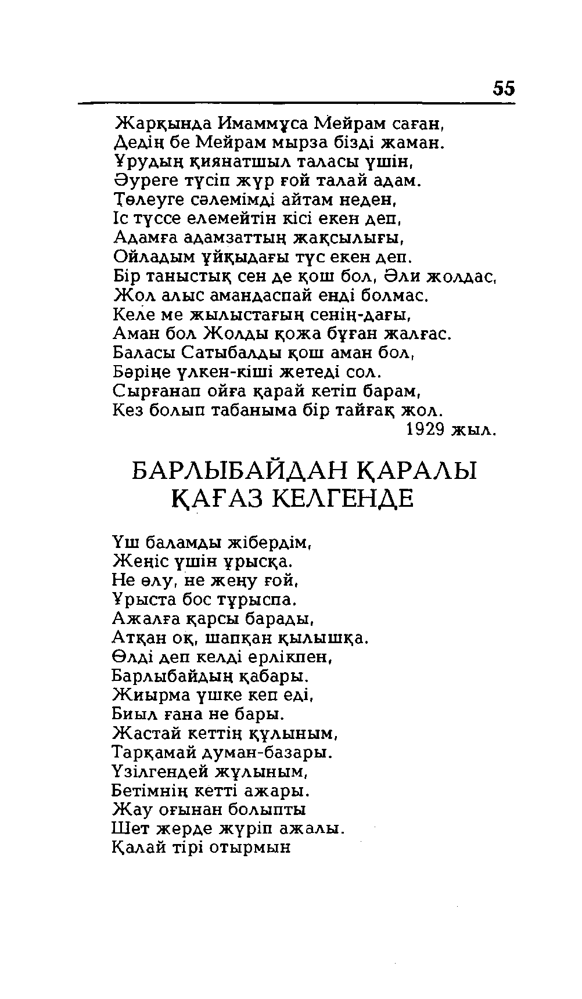 55
Жарқында Имаммұса Мейрам саған,
Дедің бе Мейрам мырза бізді жаман.
Ұрудың қиянатшыл таласы үшін,
Әуреге түсіп жүр ғой талай адам.
Төлеуге сәлемімді айтам неден,
Іс түссе елемейтін кісі екен деп,
Адамға адамзаттың жақсылығы,
Ойладым ұйқыдағы түс екен деп.
Бір таныстық сен де қош бол, Әли жолдас,
Жол алыс амандаспай енді болмас.
Келе ме жылыстағың сенің-дағы,
Аман бол Жолды қожа бұған жалғас.
Баласы Сатыбалды қош аман бол,
Бәріңе үлкен-кіші жетеді сол.
Сырғанап ойға қарай кетіп барам,
Кез болып табаныма бір тайғақ жол.
1929 жыл.
БАРЛЫБАЙДАН ҚАРАЛЫ
ҚАҒАЗ КЕЛГЕНДЕ
Үш баламды жібердім,
Жеңіс үшін ұрысқа.
Не өлу, не жеңу ғой,
Ұрыста бос тұрыспа.
Ажалға қарсы барады,
Атқан оқ, шапқан қылышқа.
Өлді деп келді ерлікпен,
Барлыбайдың қабары.
Жиырма үшке кеп еді,
Биыл ғана не бары.
Жастай кеттің құлыным,
Тарқамай думан-базары.
Үзілгендей жұлыным,
Бетімнің кетті ажары.
Жау оғынан болыпты
Шет жерде жүріп ажалы.
Қалай тірі отырмын